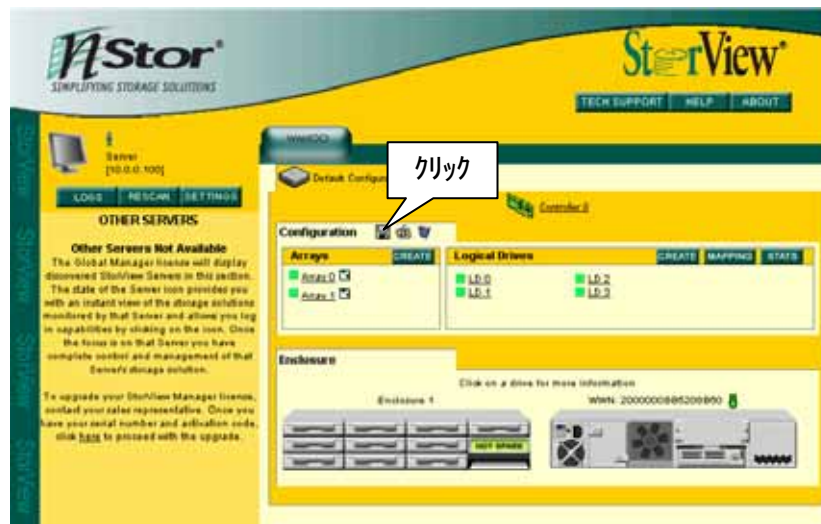 nStor
SIMPLIFYING STORAGE SOLUTIONS
StorView
TECH SUPPORT HELP ABOUT
Server
[10.0.0.100]
LOGS RESCAN SETTINGS
OTHER SERVERS
Other Servers Not Available
The Global Manager license will display
discovered StorView Servers in this section.
The state of the Server icon provides you
with an instant view of the storage solutions
monitored by that Server and allows you log
in capabilities by clicking on the icon. Once
the focus is on that Server you have
complete control and management of that
Server's storage solution.
To upgrade your StorView Manager license,
contact your sales representative. Once you
have your serial number and activation code,
click here to proceed with the upgrade.
StorView StorView StorView StorView
クリック
Default
Controller 0
Configuration
Arrays CREATE
Array 0
Array 1
Logical Drives CREATE MAPPING STATS
LD 0 LD 2
LD 1 LD 3
Enclosure
Click on a drive for more information
Enclosure 1
HOT SPARE